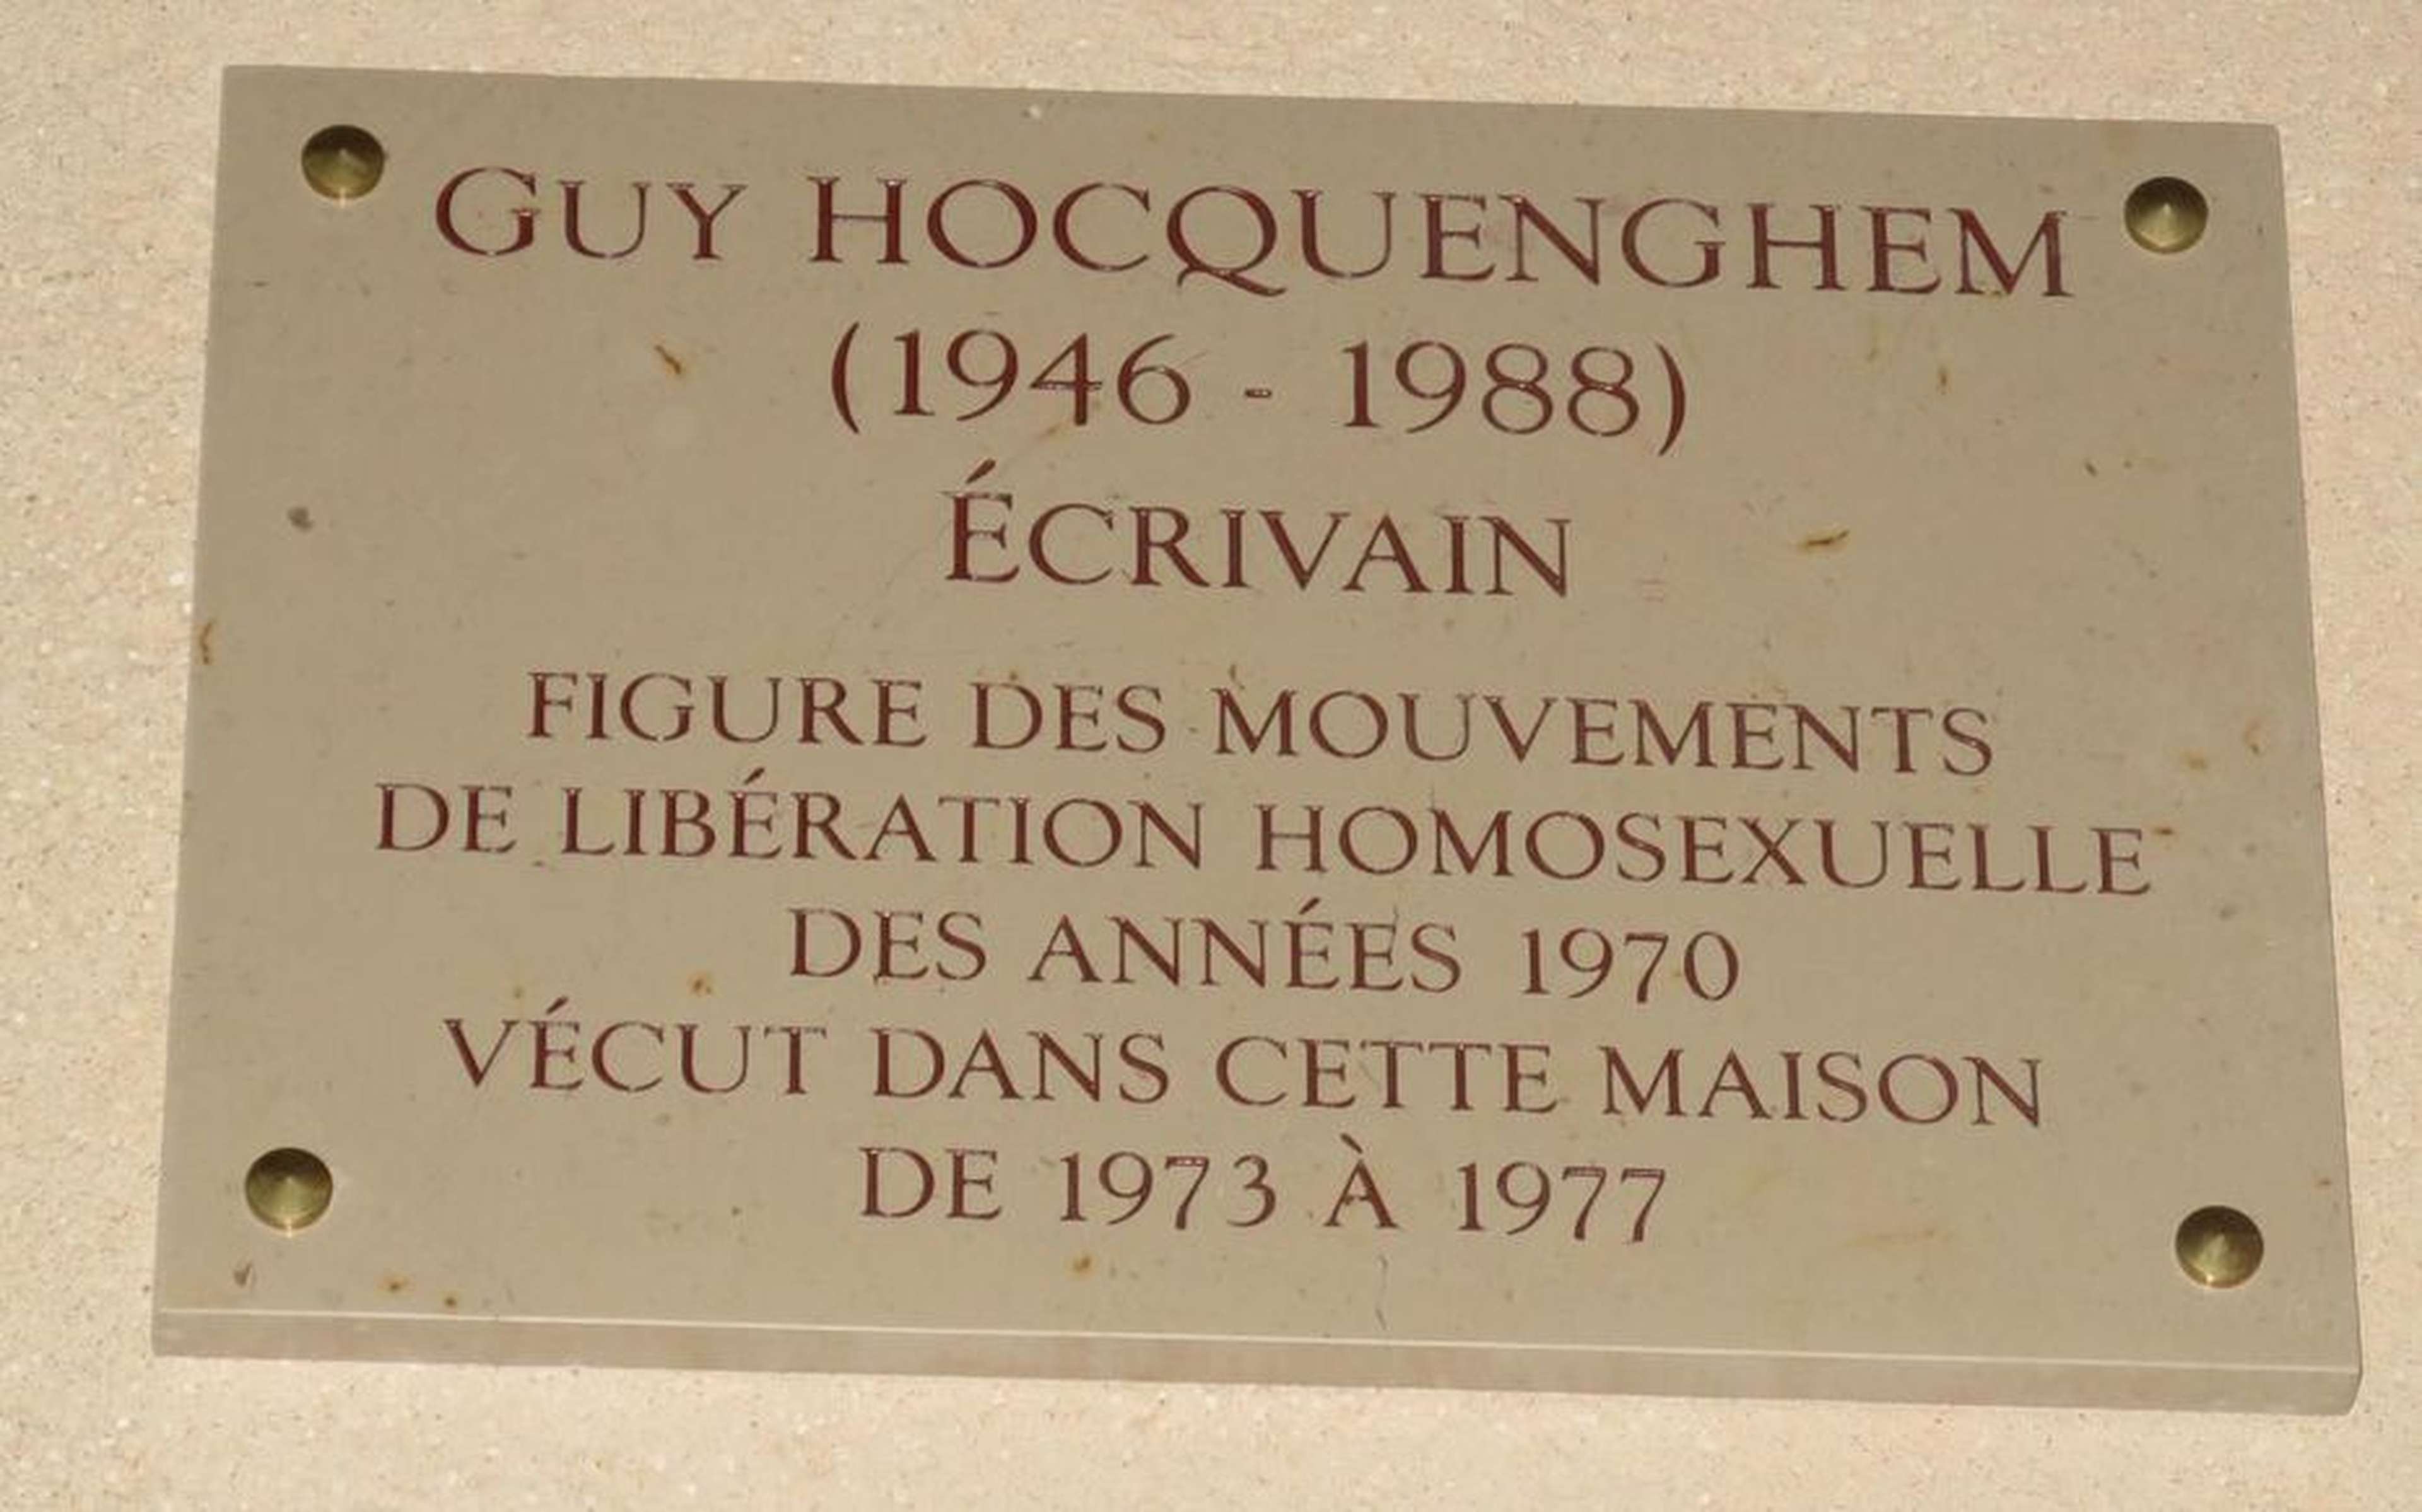 GUY HOCQUENGHEM
(1946 - 1988)
ÉCRIVAIN
FIGURE DES MOUVEMENTS
DE LIBÉRATION HOMOSEXUELLE
DES ANNÉES 1970
VÉCUT DANS CETTE MAISON
DE 1973 À 1977